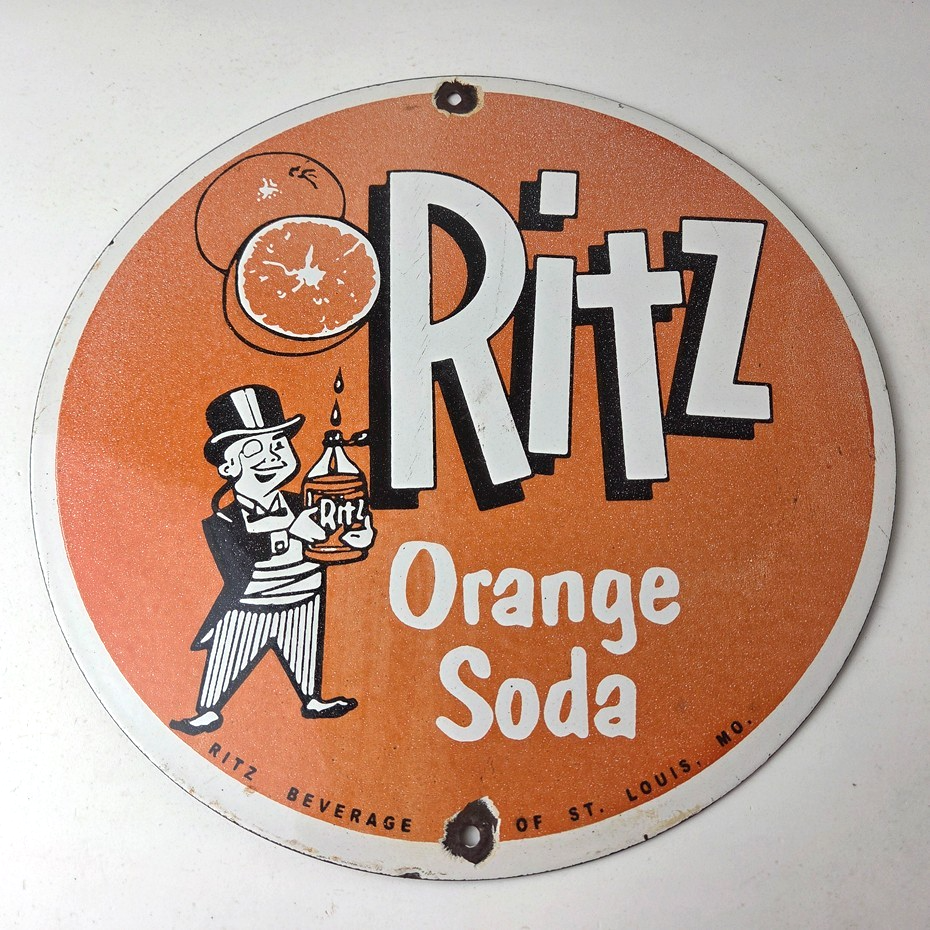 Ritz
Ritz
Orange
Soda
RITZ BEVERAGE OF ST. LOUIS, MO.